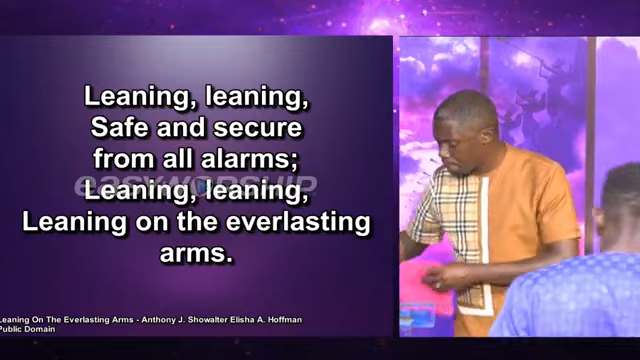 Leaning, leaning,
Safe and secure
from all alarms;
easyworship
Leaning, leaning,
Leaning on the everlasting
arms.
Leaning On The Everlasting Arms - Anthony J. Showalter Elisha A. Hoffman
Public Domain